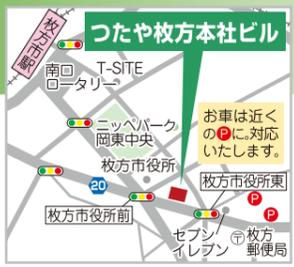 つたや枚方本社ビル
枚方市駅
南口
ロータリー
T-SITE
お車は近く
のPに。対応
いたします。
ニッペパーク
岡東中央
枚方市役所
20
枚方市役所東
枚方市役所前
P
P
セブン
イレブン
〒枚方
郵便局